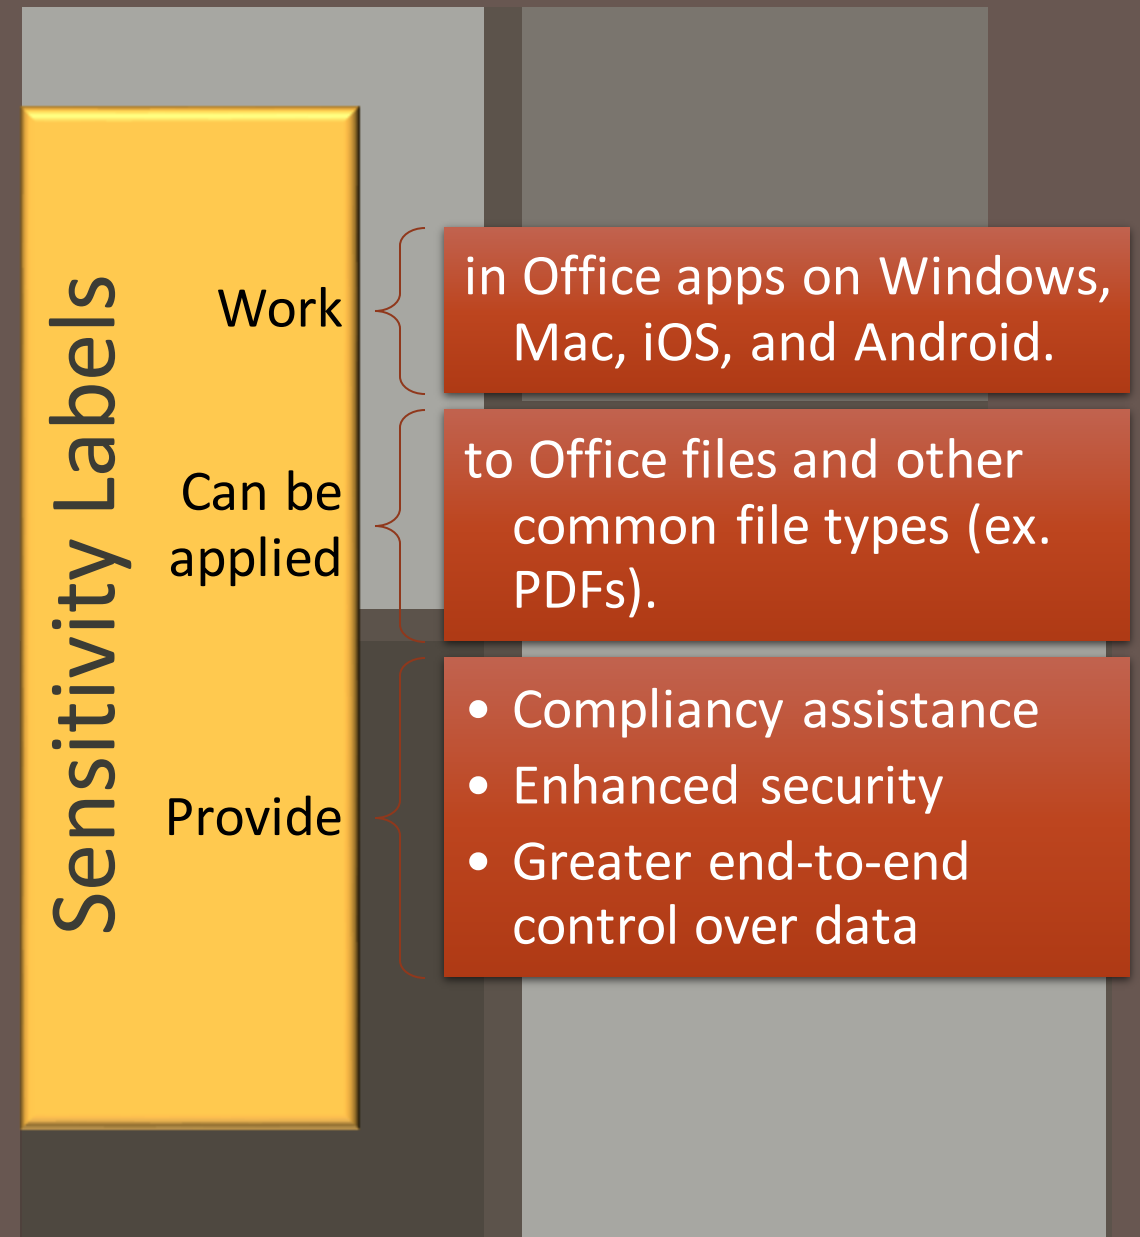 Sensitivity Labels
Work
in Office apps on Windows,
Mac, iOS, and Android.
Can be
applied
to Office files and other
common file types (ex.
PDFs).
Provide
• Compliancy assistance
• Enhanced security
• Greater end-to-end
control over data